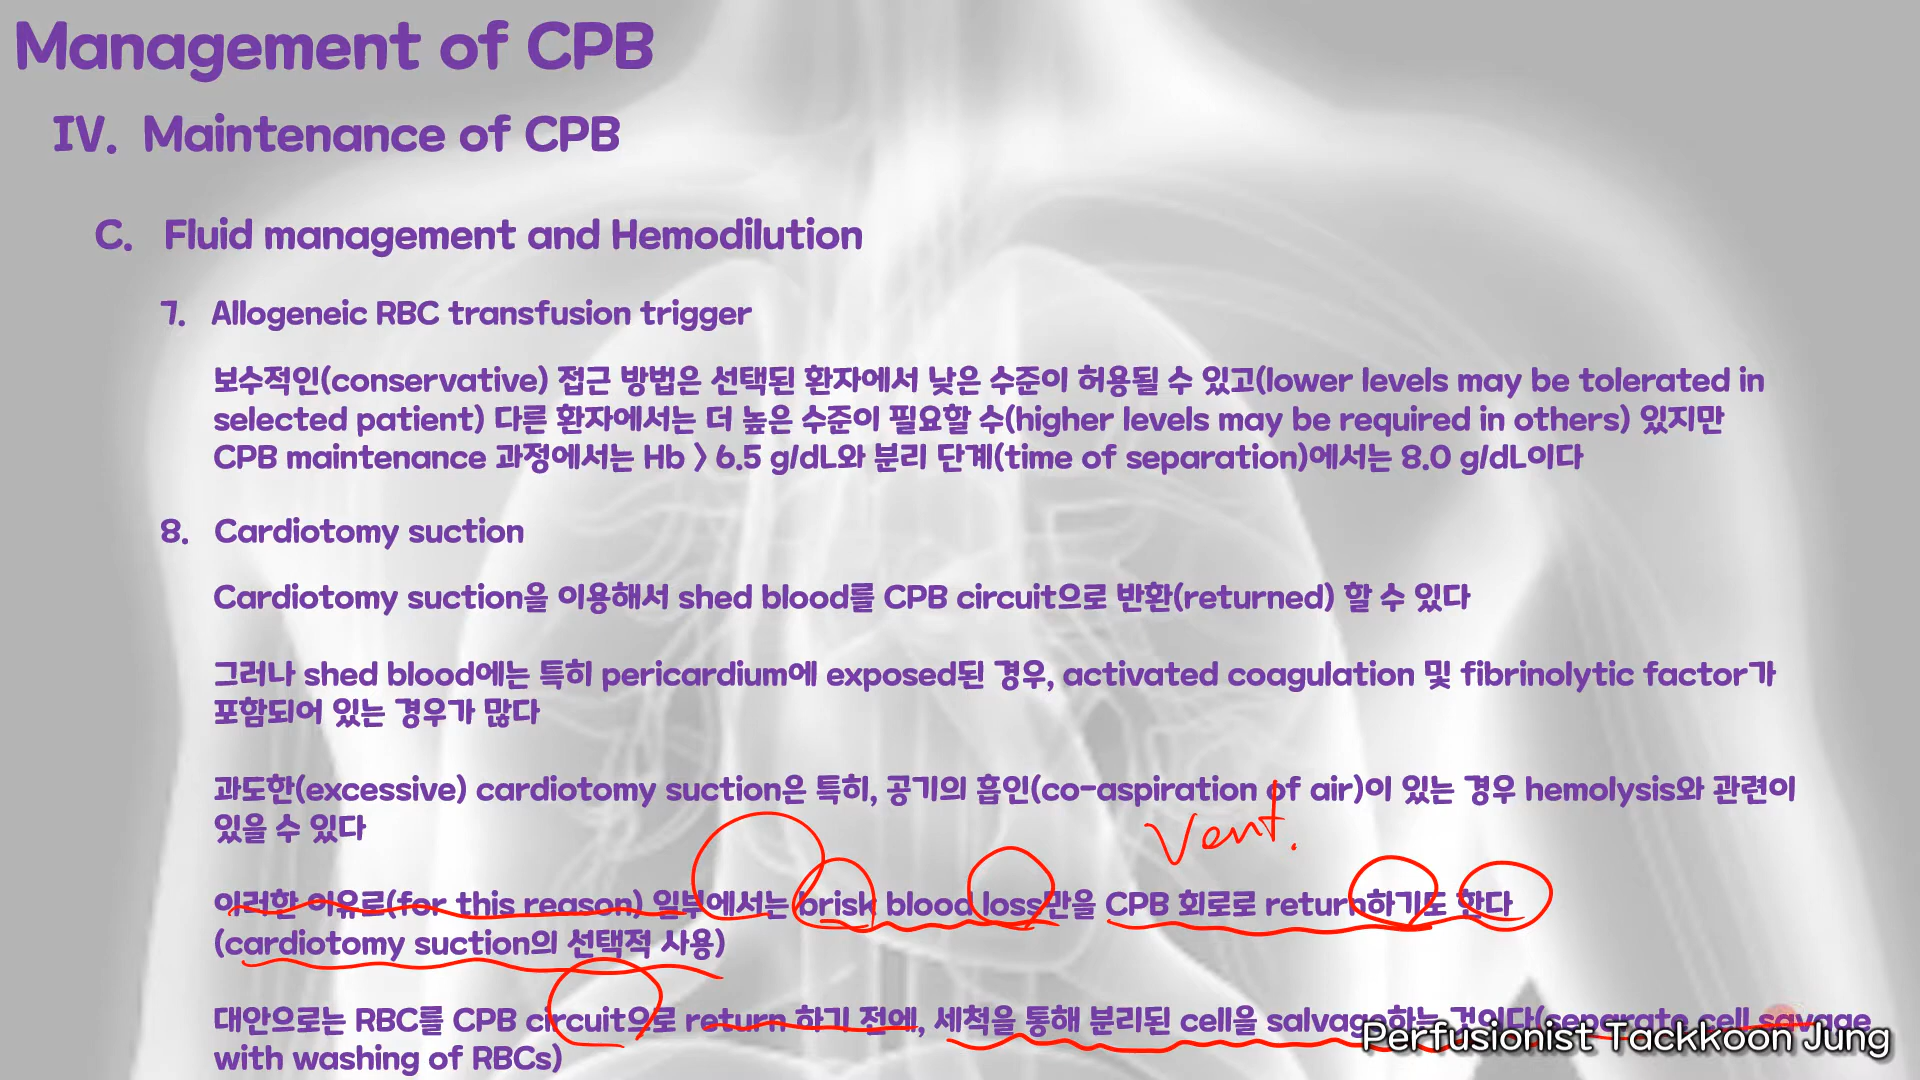 Management of CPB
IV. Maintenance of CPB
C. Fluid management and Hemodilution
7. Allogeneic RBC transfusion trigger
보수적인(conservative) 접근 방법은 선택된 환자에서 낮은 수준이 허용될 수 있고(lower levels may be tolerated in
selected patient) 다른 환자에서는 더 높은 수준이 필요할 수(higher levels may be required in others) 있지만
CPB maintenance 과정에서는 Hb > 6.5 g/dL와 분리 단계(time of separation)에서는 8.0 g/dL이다
8. Cardiotomy suction
Cardiotomy suction을 이용해서 shed blood를 CPB circuit으로 반환(returned) 할 수 있다
그러나 shed blood에는 특히 pericardium에 exposed된 경우, activated coagulation 및 fibrinolytic factor가
포함되어 있는 경우가 많다
과도한(excessive) cardiotomy suction은 특히, 공기의 흡인(co-aspiration of air)이 있는 경우 hemolysis와 관련이
있을 수 있다
Vent.
이러한 이유로(for this reason) 일부에서는 brisk blood loss만을 CPB 회로로 return하기도 한다
(cardiotomy suction의 선택적 사용)
대안으로는 RBC를 CPB circuit으로 return 하기 전에, 세척을 통해 분리된 cell을 salvage하는 것이다(separate cell savage
with washing of RBCs)
Perfusionist Tackkoon Jung